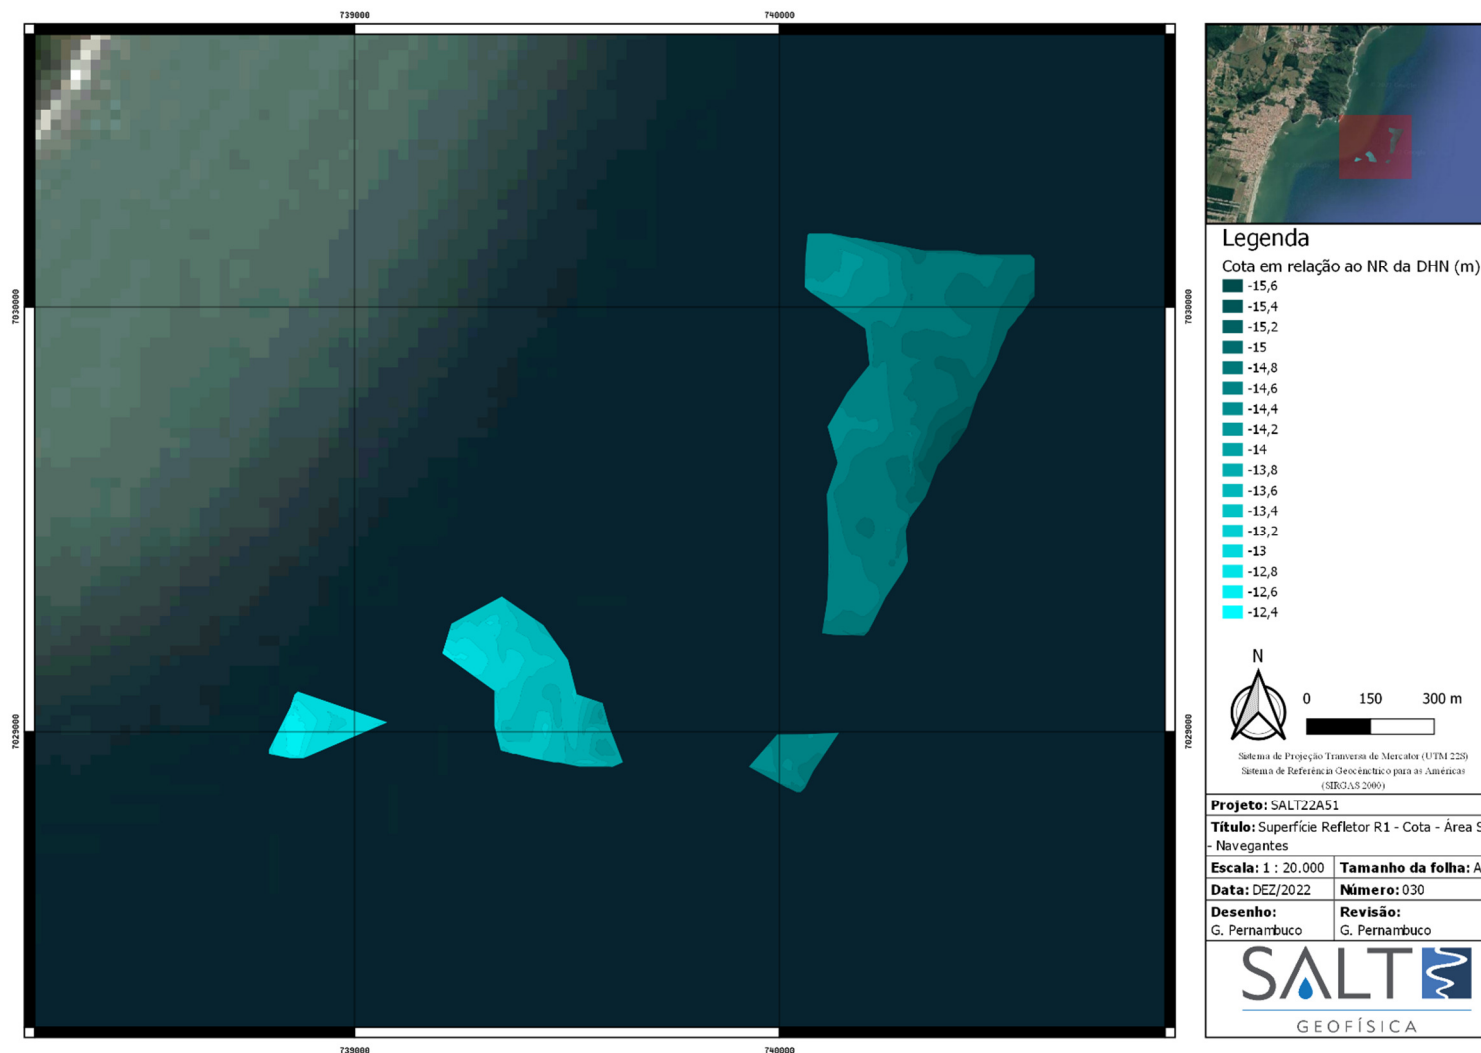 739000
740000
7030000
7030000
7029000
7029000
739000
740000
Legenda
Cota em relação ao NR da DHN (m)
-15,6
-15,4
-15,2
-15
-14,8
-14,6
-14,4
-14,2
-14
-13,8
-13,6
-13,4
-13,2
-13
-12,8
-12,6
-12,4
N
0 150 300 m
Sistema de Projeção Tranversa de Mercator (UTM 22S)
Sistema de Referência Geocênctrico para as Américas
(SIRGAS 2000)
Projeto: SALT22A51
Título: Superfície Refletor R1 - Cota - Área S
- Navegantes
Escala: 1 : 20.000 Tamanho da folha: A
Data: DEZ/2022 Número: 030
Desenho: Revisão:
G. Pernambuco G. Pernambuco
SALT
GEOFÍSICA